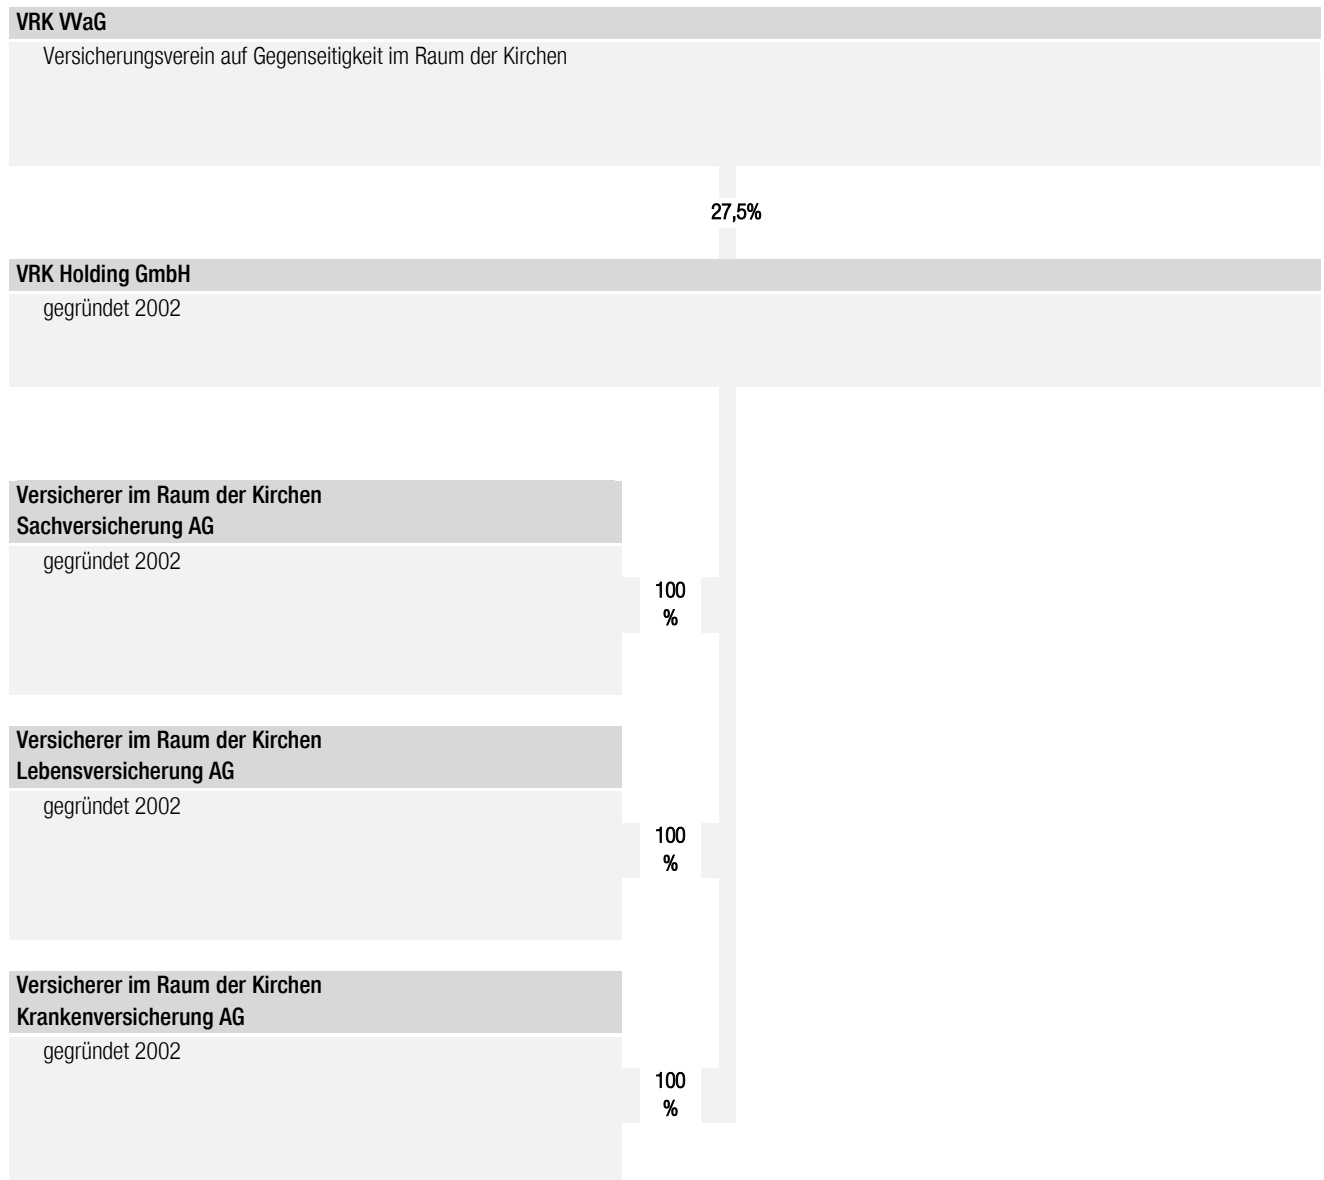 VRK VVaG
Versicherungsverein auf Gegenseitigkeit im Raum der Kirchen
27,5%
VRK Holding GmbH
gegründet 2002
Versicherer im Raum der Kirchen
Sachversicherung AG
gegründet 2002
100
%
Versicherer im Raum der Kirchen
Lebensversicherung AG
gegründet 2002
100
%
Versicherer im Raum der Kirchen
Krankenversicherung AG
gegründet 2002
100
%